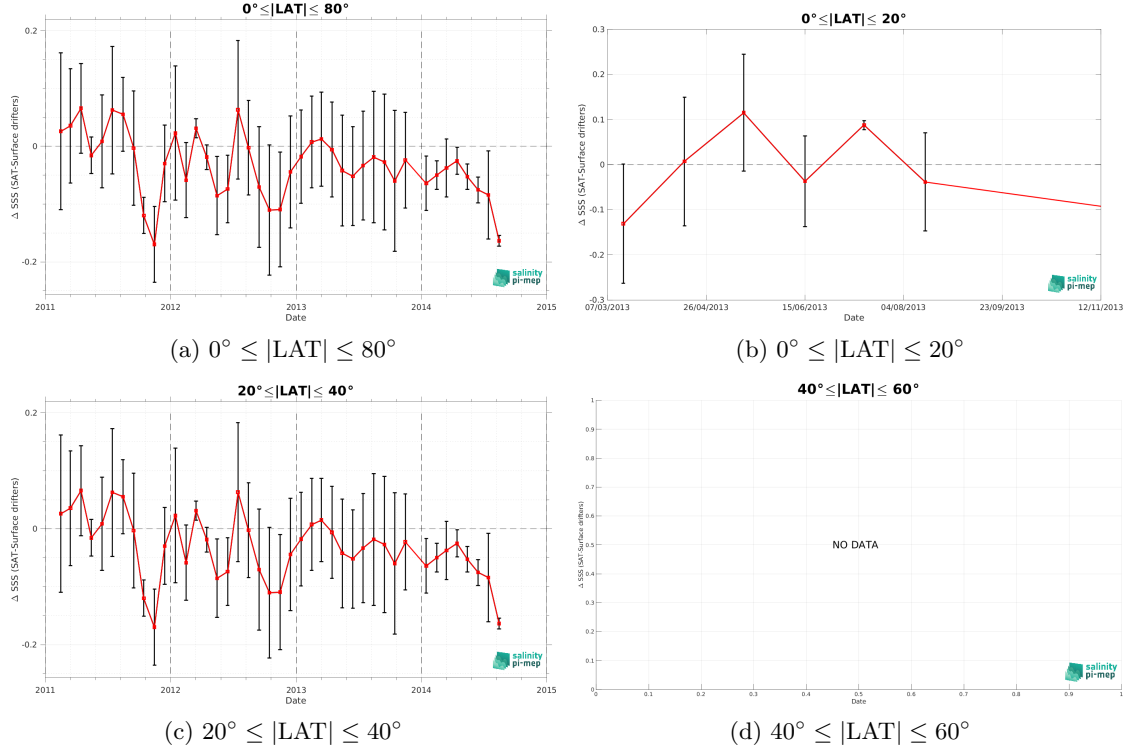 0°≤|LAT|≤ 80°
Δ SSS (SAT-Surface drifters)
0.2
0
-0.2
2011 2012 2013 2014 2015
Date
salinity
pi-mep
(a) 0° ≤ |LAT| ≤ 80°
0°≤|LAT|≤ 20°
Δ SSS (SAT-Surface drifters)
0.3
0.2
0.1
0
-0.1
-0.2
-0.3
07/03/2013 26/04/2013 15/06/2013 04/08/2013 23/09/2013 12/11/2013
Date
salinity
pi-mep
(b) 0° ≤ |LAT| ≤ 20°
20°≤|LAT|≤ 40°
Δ SSS (SAT-Surface drifters)
0.2
0
-0.2
2011 2012 2013 2014 2015
Date
salinity
pi-mep
(c) 20° ≤ |LAT| ≤ 40°
40°≤|LAT|≤ 60°
Δ SSS (SAT-Surface drifters)
1
0.9
0.8
0.7
0.6
0.5
0.4
0.3
0.2
0.1
0
NO DATA
0 0.1 0.2 0.3 0.4 0.5 0.6 0.7 0.8 0.9 1
Date
salinity
pi-mep
(d) 40° ≤ |LAT| ≤ 60°